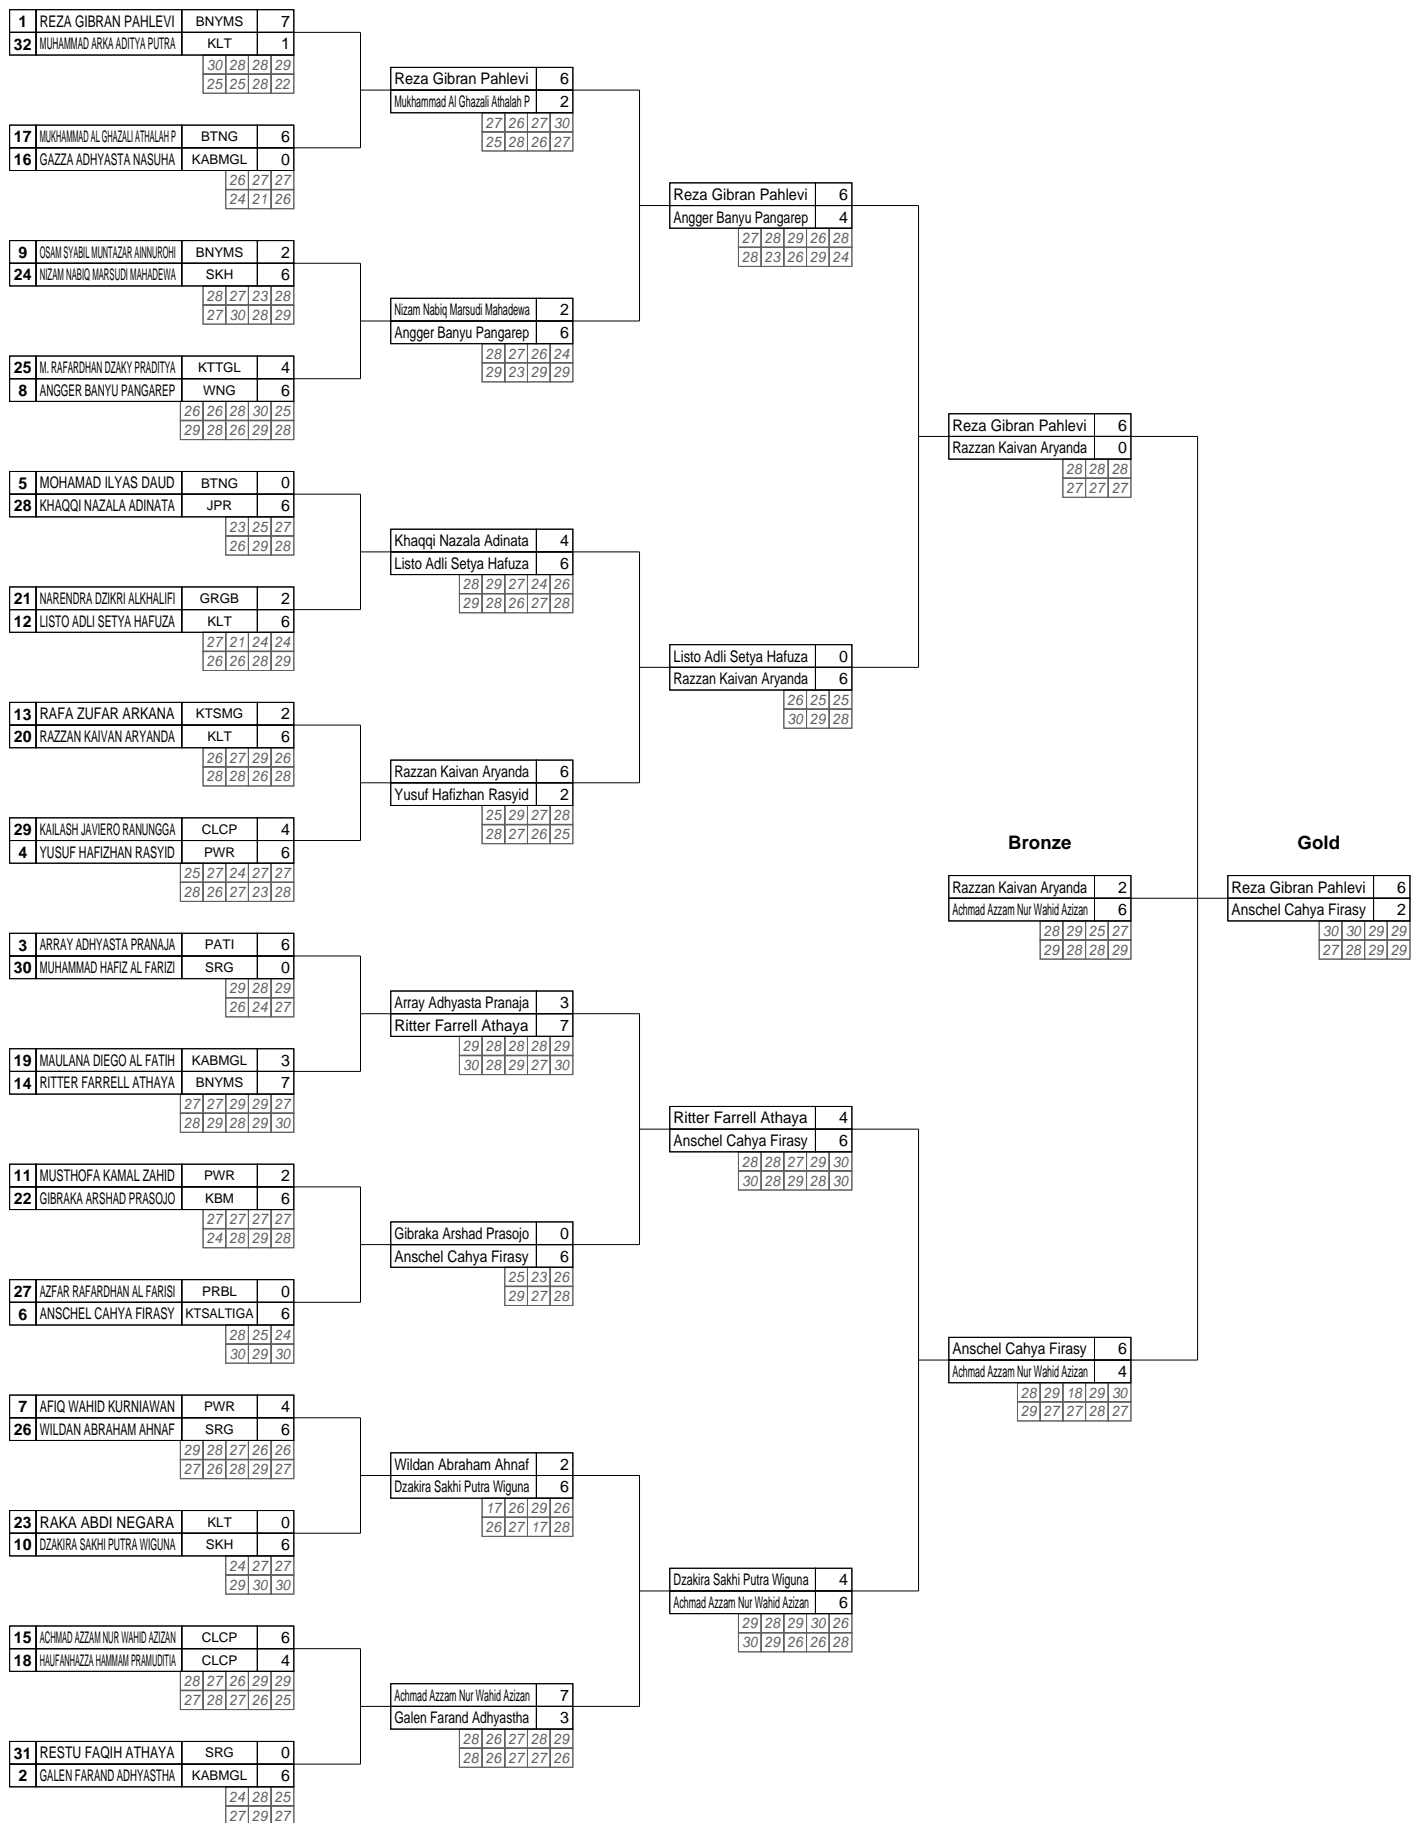 1 REZA GIBRAN PAHLEVI BNYMS 7
32 MUHAMMAD ARKA ADITYA PUTRA KLT 1
30 28 28 29
25 25 28 22
17 MUKHAMMAD AL GHAZALI ATHALAH P BTNG 6
16 GAZZA ADHYASTA NASUHA KABMGL 0
26 27 27
24 21 26
9 OSAM SYABIL MUNTAZAR AINNUROHI BNYMS 2
24 NIZAM NABIQ MARSUDI MAHADEWA SKH 6
28 27 23 28
27 30 28 29
25 M. RAFARDHAN DZAKY PRADITYA KTTGL 4
8 ANGGER BANYU PANGAREP WNG 6
26 26 28 30 25
29 28 26 29 28
5 MOHAMAD ILYAS DAUD BTNG 0
28 KHAQQI NAZALA ADINATA JPR 6
23 25 27
26 29 28
21 NARENDRA DZIKRI ALKHALIFI GRGB 2
12 LISTO ADLI SETYA HAFUZA KLT 6
27 21 24 24
26 26 28 29
13 RAFA ZUFAR ARKANA KTSMG 2
20 RAZZAN KAIVAN ARYANDA KLT 6
26 27 29 26
28 28 26 28
29 KAILASH JAVIERO RANUNGGA CLCP 4
4 YUSUF HAFIZHAN RASYID PWR 6
25 27 24 27 27
28 26 27 23 28
3 ARRAY ADHYASTA PRANAJA PATI 6
30 MUHAMMAD HAFIZ AL FARIZI SRG 0
29 28 29
26 24 27
19 MAULANA DIEGO AL FATIH KABMGL 3
14 RITTER FARRELL ATHAYA BNYMS 7
27 27 29 29 27
28 29 28 29 30
11 MUSTHOFA KAMAL ZAHID PWR 2
22 GIBRAKA ARSHAD PRASOJO KBM 6
27 27 27 27
24 28 29 28
27 AZFAR RAFARDHAN AL FARISI PRBL 0
6 ANSCHEL CAHYA FIRASY KTSALTIGA 6
28 25 24
30 29 30
7 AFIQ WAHID KURNIAWAN PWR 4
26 WILDAN ABRAHAM AHNAF SRG 6
29 28 27 26 26
27 26 28 29 27
23 RAKA ABDI NEGARA KLT 0
10 DZAKIRA SAKHI PUTRA WIGUNA SKH 6
24 27 27
29 30 30
15 ACHMAD AZZAM NUR WAHID AZIZAN CLCP 6
18 HAUFANHAZZA HAMMAM PRAMUDITIA CLCP 4
28 27 26 29 29
27 28 27 26 25
31 RESTU FAQIH ATHAYA SRG 0
2 GALEN FARAND ADHYASTHA KABMGL 6
24 28 25
27 29 27
Reza Gibran Pahlevi 6
Mukhammad Al Ghazali Athalah P 2
27 26 27 30
25 28 26 27
Nizam Nabiq Marsudi Mahadewa 2
Angger Banyu Pangarep 6
28 27 26 24
29 23 29 29
Khaqqi Nazala Adinata 4
Listo Adli Setya Hafuza 6
28 29 27 24 26
29 28 26 27 28
Razzan Kaivan Aryanda 6
Yusuf Hafizhan Rasyid 2
25 29 27 28
28 27 26 25
Array Adhyasta Pranaja 3
Ritter Farrell Athaya 7
29 28 28 28 29
30 28 29 27 30
Gibraka Arshad Prasojo 0
Anschel Cahya Firasy 6
25 23 26
29 27 28
Wildan Abraham Ahnaf 2
Dzakira Sakhi Putra Wiguna 6
17 26 29 26
26 27 17 28
Achmad Azzam Nur Wahid Azizan 7
Galen Farand Adhyastha 3
28 26 27 28 29
28 26 27 27 26
Reza Gibran Pahlevi 6
Angger Banyu Pangarep 4
27 28 29 26 28
28 23 26 29 24
Listo Adli Setya Hafuza 0
Razzan Kaivan Aryanda 6
26 25 25
30 29 28
Ritter Farrell Athaya 4
Anschel Cahya Firasy 6
28 28 27 29 30
30 28 29 28 30
Dzakira Sakhi Putra Wiguna 4
Achmad Azzam Nur Wahid Azizan 6
29 28 29 30 26
30 29 26 26 28
Reza Gibran Pahlevi 6
Razzan Kaivan Aryanda 0
28 28 28
27 27 27
Anschel Cahya Firasy 6
Achmad Azzam Nur Wahid Azizan 4
28 29 18 29 30
29 27 27 28 27
Bronze
Razzan Kaivan Aryanda 2
Achmad Azzam Nur Wahid Azizan 6
28 29 25 27
29 28 28 29
Gold
Reza Gibran Pahlevi 6
Anschel Cahya Firasy 2
30 30 29 29
27 28 29 29